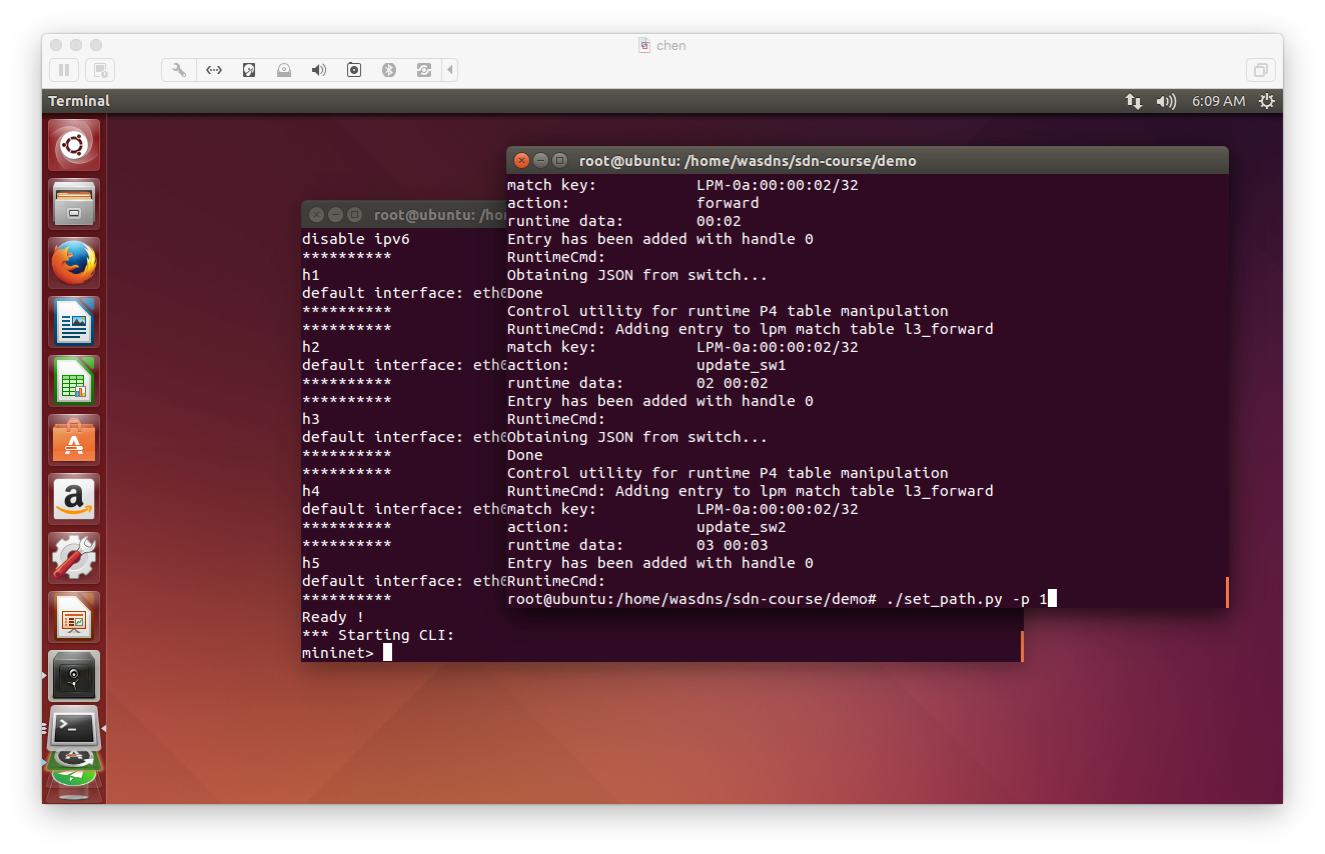 chen
Terminal
6:09 AM
root@ubuntu: /home/wasdns/sdn-course/demo
match key:           LPM-0a:00:00:02/32
action:              forward
runtime data:        00:02
Entry has been added with handle 0
RuntimeCmd:
Obtaining JSON from switch...
Done
Control utility for runtime P4 table manipulation
RuntimeCmd: Adding entry to lpm match table l3_forward
match key:           LPM-0a:00:00:02/32
action:              update_sw1
runtime data:        02 00:02
Entry has been added with handle 0
RuntimeCmd:
Obtaining JSON from switch...
Done
Control utility for runtime P4 table manipulation
RuntimeCmd: Adding entry to lpm match table l3_forward
match key:           LPM-0a:00:00:02/32
action:              update_sw2
runtime data:        03 00:03
Entry has been added with handle 0
RuntimeCmd:
root@ubuntu:/home/wasdns/sdn-course/demo# ./set_path.py -p 1
root@ubuntu: /ho
disable ipv6
**********
h1
default interface: eth
**********
**********
h2
default interface: eth
**********
**********
h3
default interface: eth
**********
**********
h4
default interface: eth
**********
**********
h5
default interface: eth
**********
Ready !
*** Starting CLI:
mininet>